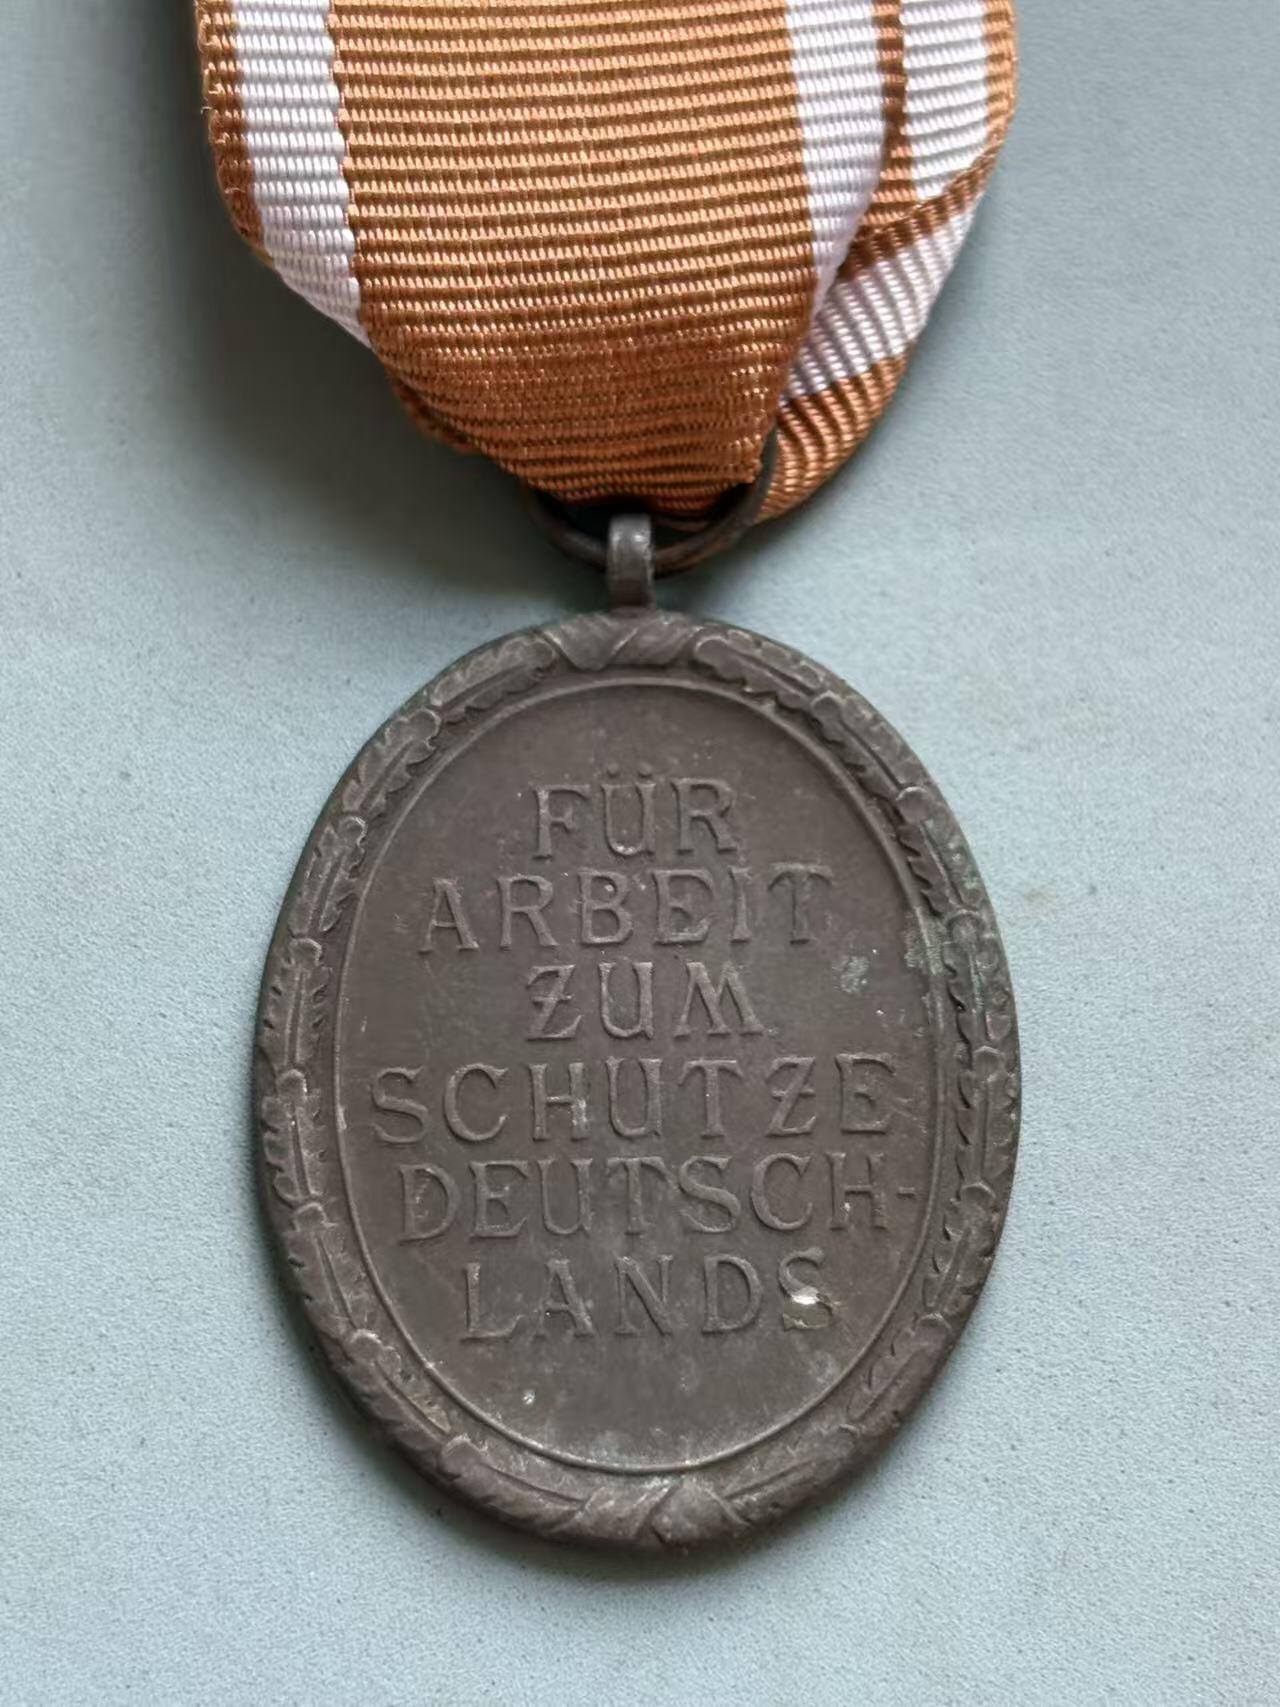 FÜR
ARBEIT
ZUM
SCHUTZE
DEUTSCH-
LANDS